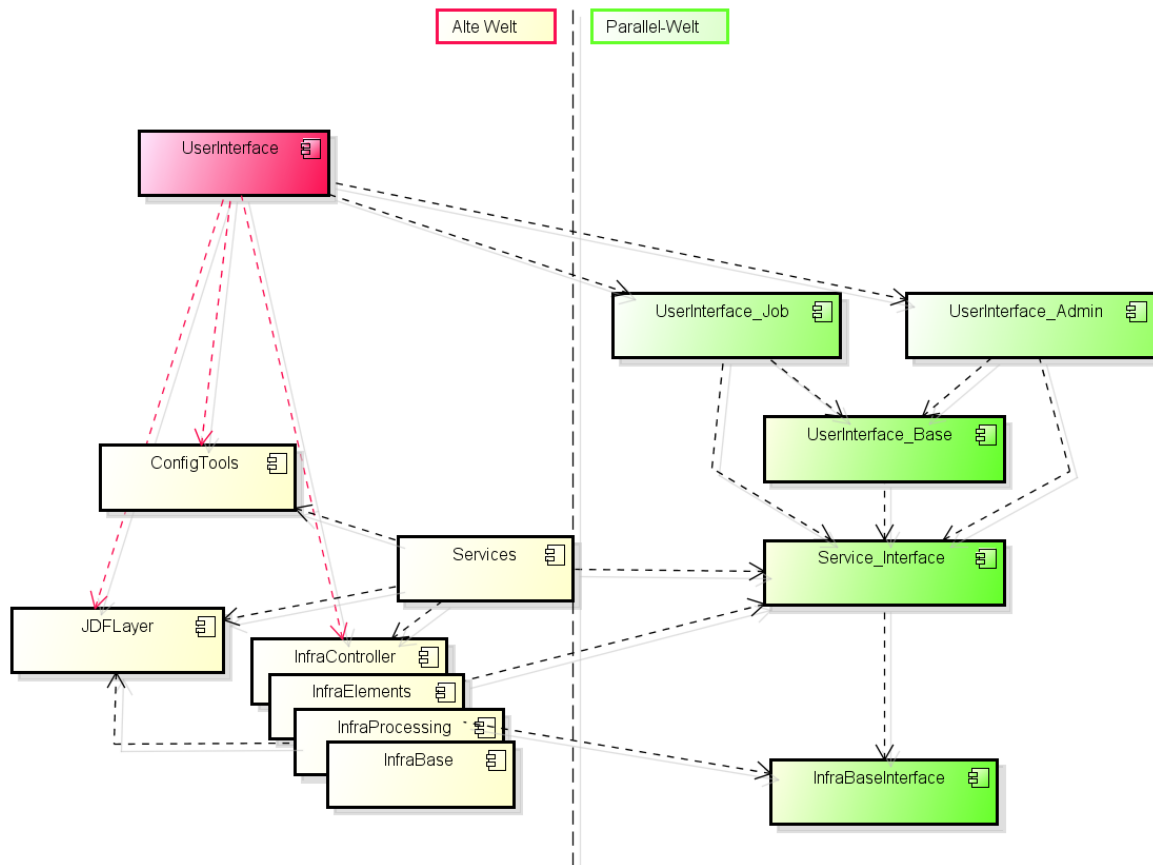 Alte Welt
Parallel-Welt
UserInterface
UserInterface_Job
UserInterface_Admin
UserInterface_Base
ConfigTools
Services
Service_Interface
JDFLayer
InfraController
InfraElements
InfraProcessing
InfraBase
InfraBaseInterface